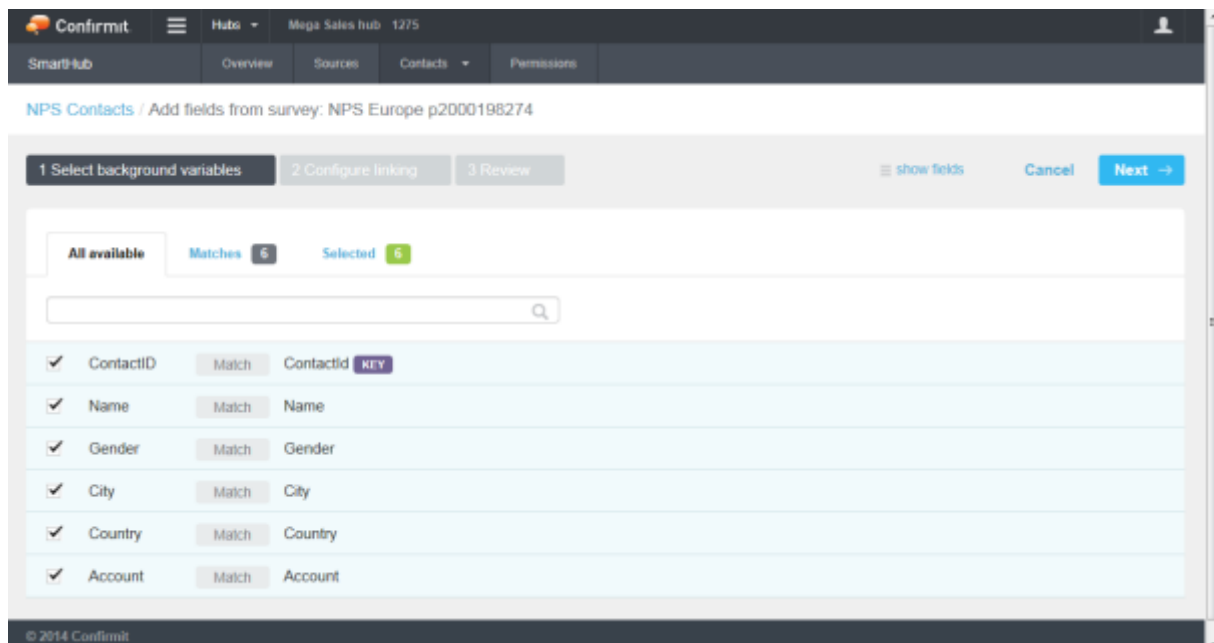 Confirmit Hubs Mega Sales hub 1275
SmartHub Overview Sources Contacts Permissions
NPS Contacts / Add fields from survey: NPS Europe p2000198274
1 Select background variables 2 Configure linking 3 Review show fields Cancel Next →
All available Matches 6 Selected 6
ContactID Match ContactId KEY
Name Match Name
Gender Match Gender
City Match City
Country Match Country
Account Match Account
© 2014 Confirmit